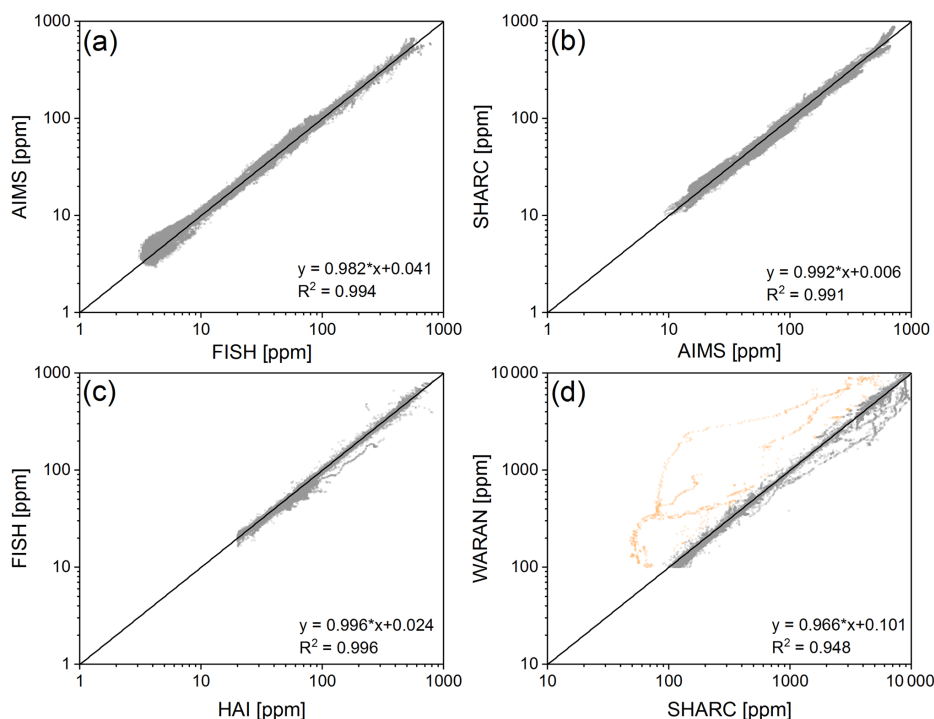 (a)
1000
100
10
1
AIMS [ppm]
y = 0.982*x+0.041
R² = 0.994
1 10 100 1000
FISH [ppm]
(b)
1000
100
10
1
SHARC [ppm]
y = 0.992*x+0.006
R² = 0.991
1 10 100 1000
AIMS [ppm]
(c)
1000
100
10
1
FISH [ppm]
y = 0.996*x+0.024
R² = 0.996
1 10 100 1000
HAI [ppm]
(d)
10 000
1000
100
10
WARAN [ppm]
y = 0.966*x+0.101
R² = 0.948
10 100 1000 10 000
SHARC [ppm]